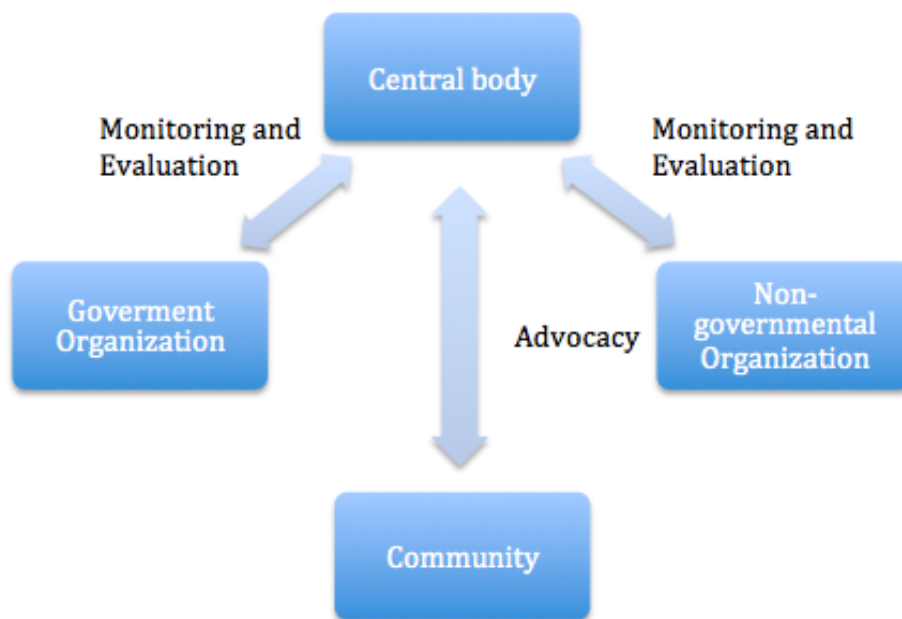 Central body
Monitoring and
Evaluation
Monitoring and
Evaluation
Goverment
Organization
Non-
governmental
Organization
Advocacy
Community